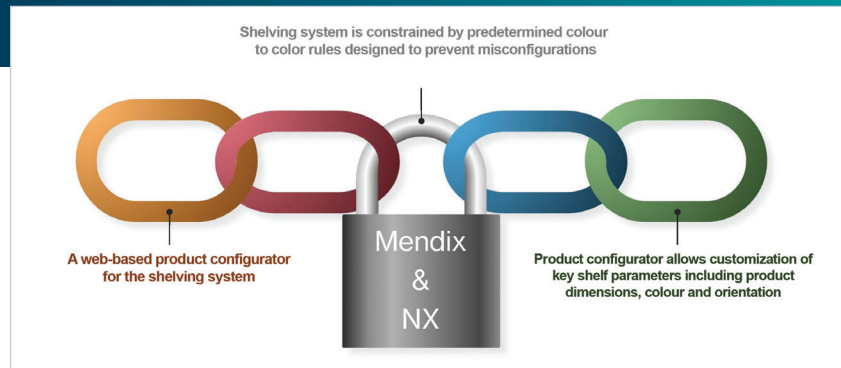 Shelving system is constrained by predetermined colour
to color rules designed to prevent misconfigurations
Mendix
&
NX
A web-based product configurator
for the shelving system
Product configurator allows customization of
key shelf parameters including product
dimensions, colour and orientation